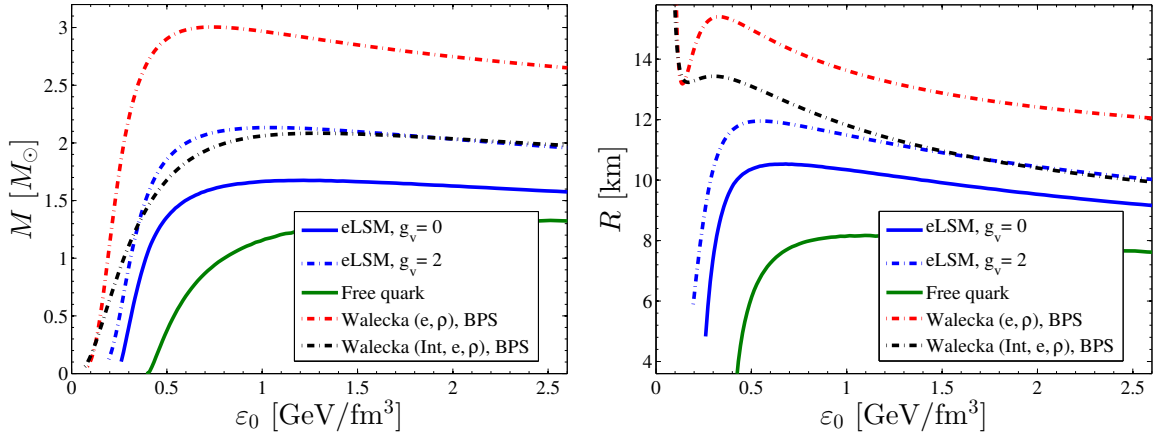 3
2.5
2
1.5
1
0.5
0
M [M☉]
0 0.5 1 1.5 2 2.5
ε₀ [GeV/fm³]
eLSM, gᵥ= 0
eLSM, gᵥ= 2
Free quark
Walecka (e, ρ), BPS
Walecka (Int, e, ρ), BPS
14
12
10
8
6
4
R [km]
0 0.5 1 1.5 2 2.5
ε₀ [GeV/fm³]
eLSM, gᵥ= 0
eLSM, gᵥ= 2
Free quark
Walecka (e, ρ), BPS
Walecka (Int, e, ρ), BPS